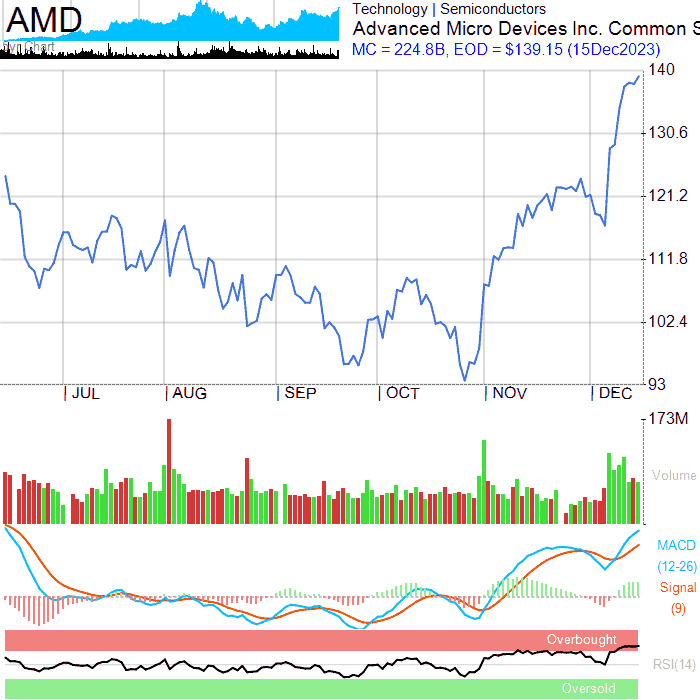 AMD
Technology | Semiconductors
Advanced Micro Devices Inc. Common S
MC = 224.8B, EOD = $139.15 (15Dec2023)
140
130.6
121.2
111.8
102.4
93
JUL AUG SEP OCT NOV DEC
173M
Volume
MACD
(12-26)
Signal
(9)
Overbought
RSI(14)
Oversold